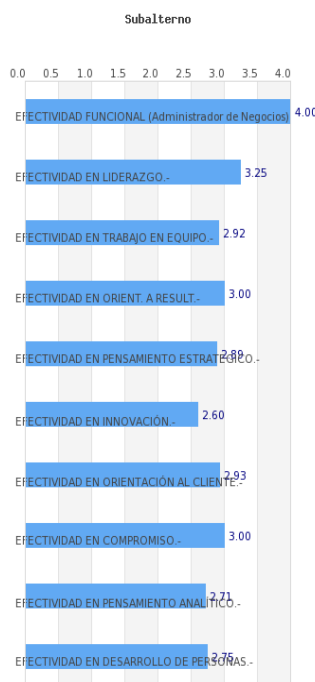 Subalterno
0.0 0.5 1.0 1.5 2.0 2.5 3.0 3.5 4.0
EFECTIVIDAD FUNCIONAL (Administrador de Negocios) 4.00
EFECTIVIDAD EN LIDERAZGO.- 3.25
EFECTIVIDAD EN TRABAJO EN EQUIPO.- 2.92
EFECTIVIDAD EN ORIENT. A RESULT.- 3.00
EFECTIVIDAD EN PENSAMIENTO ESTRATEGICO.- 2.89
EFECTIVIDAD EN INNOVACIÓN.- 2.60
EFECTIVIDAD EN ORIENTACIÓN AL CLIENTE.- 2.93
EFECTIVIDAD EN COMPROMISO.- 3.00
EFECTIVIDAD EN PENSAMIENTO ANALÍTICO.- 2.71
EFECTIVIDAD EN DESARROLLO DE PERSONAS.- 2.75